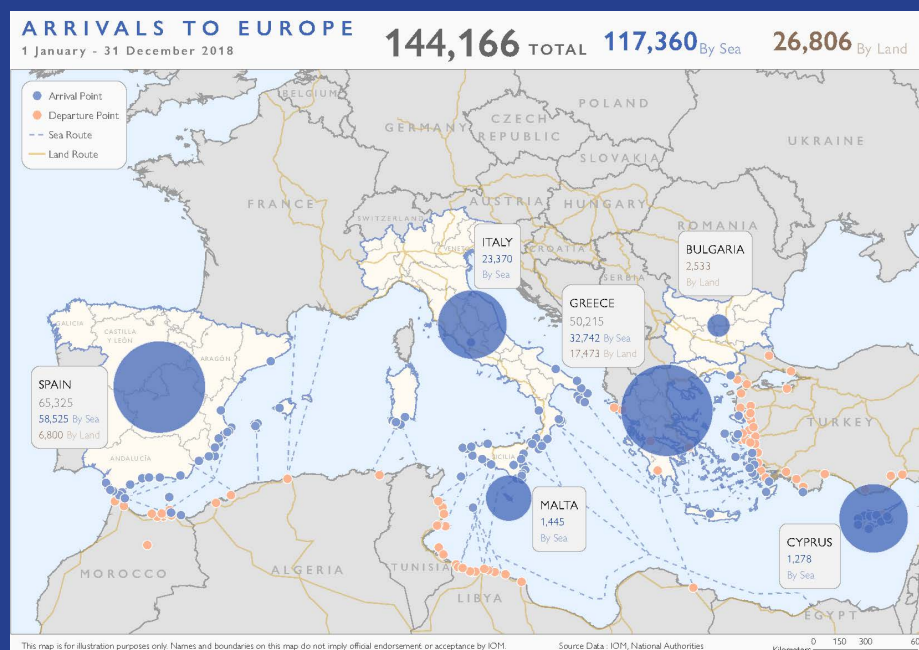 ARRIVALS TO EUROPE
1 January - 31 December 2018
144,166 TOTAL 117,360 By Sea 26,806 By Land
Arrival Point
Departure Point
Sea Route
Land Route
BELGIUM
GERMANY
POLAND
CZECH
REPUBLIC
UKRAINE
SLOVAKIA
FRANCE
SWITZERLAND
AUSTRIA
HUNGARY
ROMANIA
CROATIA
SERBIA
ITALY
23,370
By Sea
BULGARIA
2,533
By Land
GREECE
50,215
32,742 By Sea
17,473 By Land
GALICIA
CASTILLA
Y LEÓN
ARAGÓN
SPAIN
65,325
58,525 By Sea
6,800 By Land
ANDALUCÍA
SICILIA
TURKEY
MALTA
1,445
By Sea
CYPRUS
1,278
By Sea
MOROCCO
ALGERIA
TUNISIA
LIBYA
EGYPT
This map is for illustration purposes only. Names and boundaries on this map do not imply official endorsement or acceptance by IOM.
Source Data : IOM, National Authorities
0 150 300
Kilometers